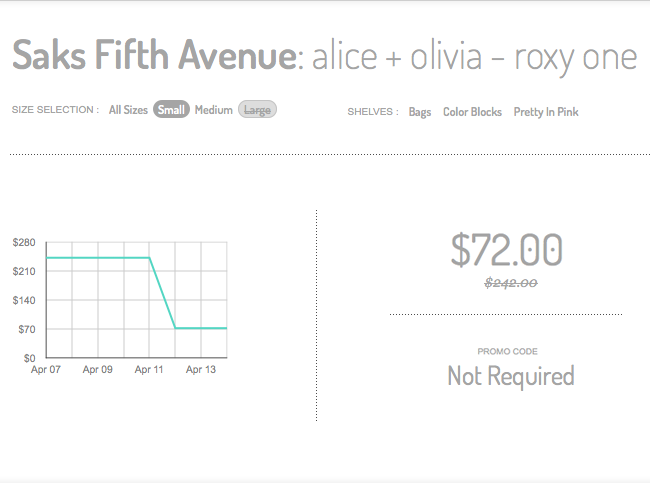 Saks Fifth Avenue: alice + olivia - roxy one
SIZE SELECTION : All Sizes Small Medium Large
SHELVES : Bags Color Blocks Pretty In Pink
$280
$210
$140
$70
$0
Apr 07 Apr 09 Apr 11 Apr 13
$72.00
$242.00
PROMO CODE
Not Required